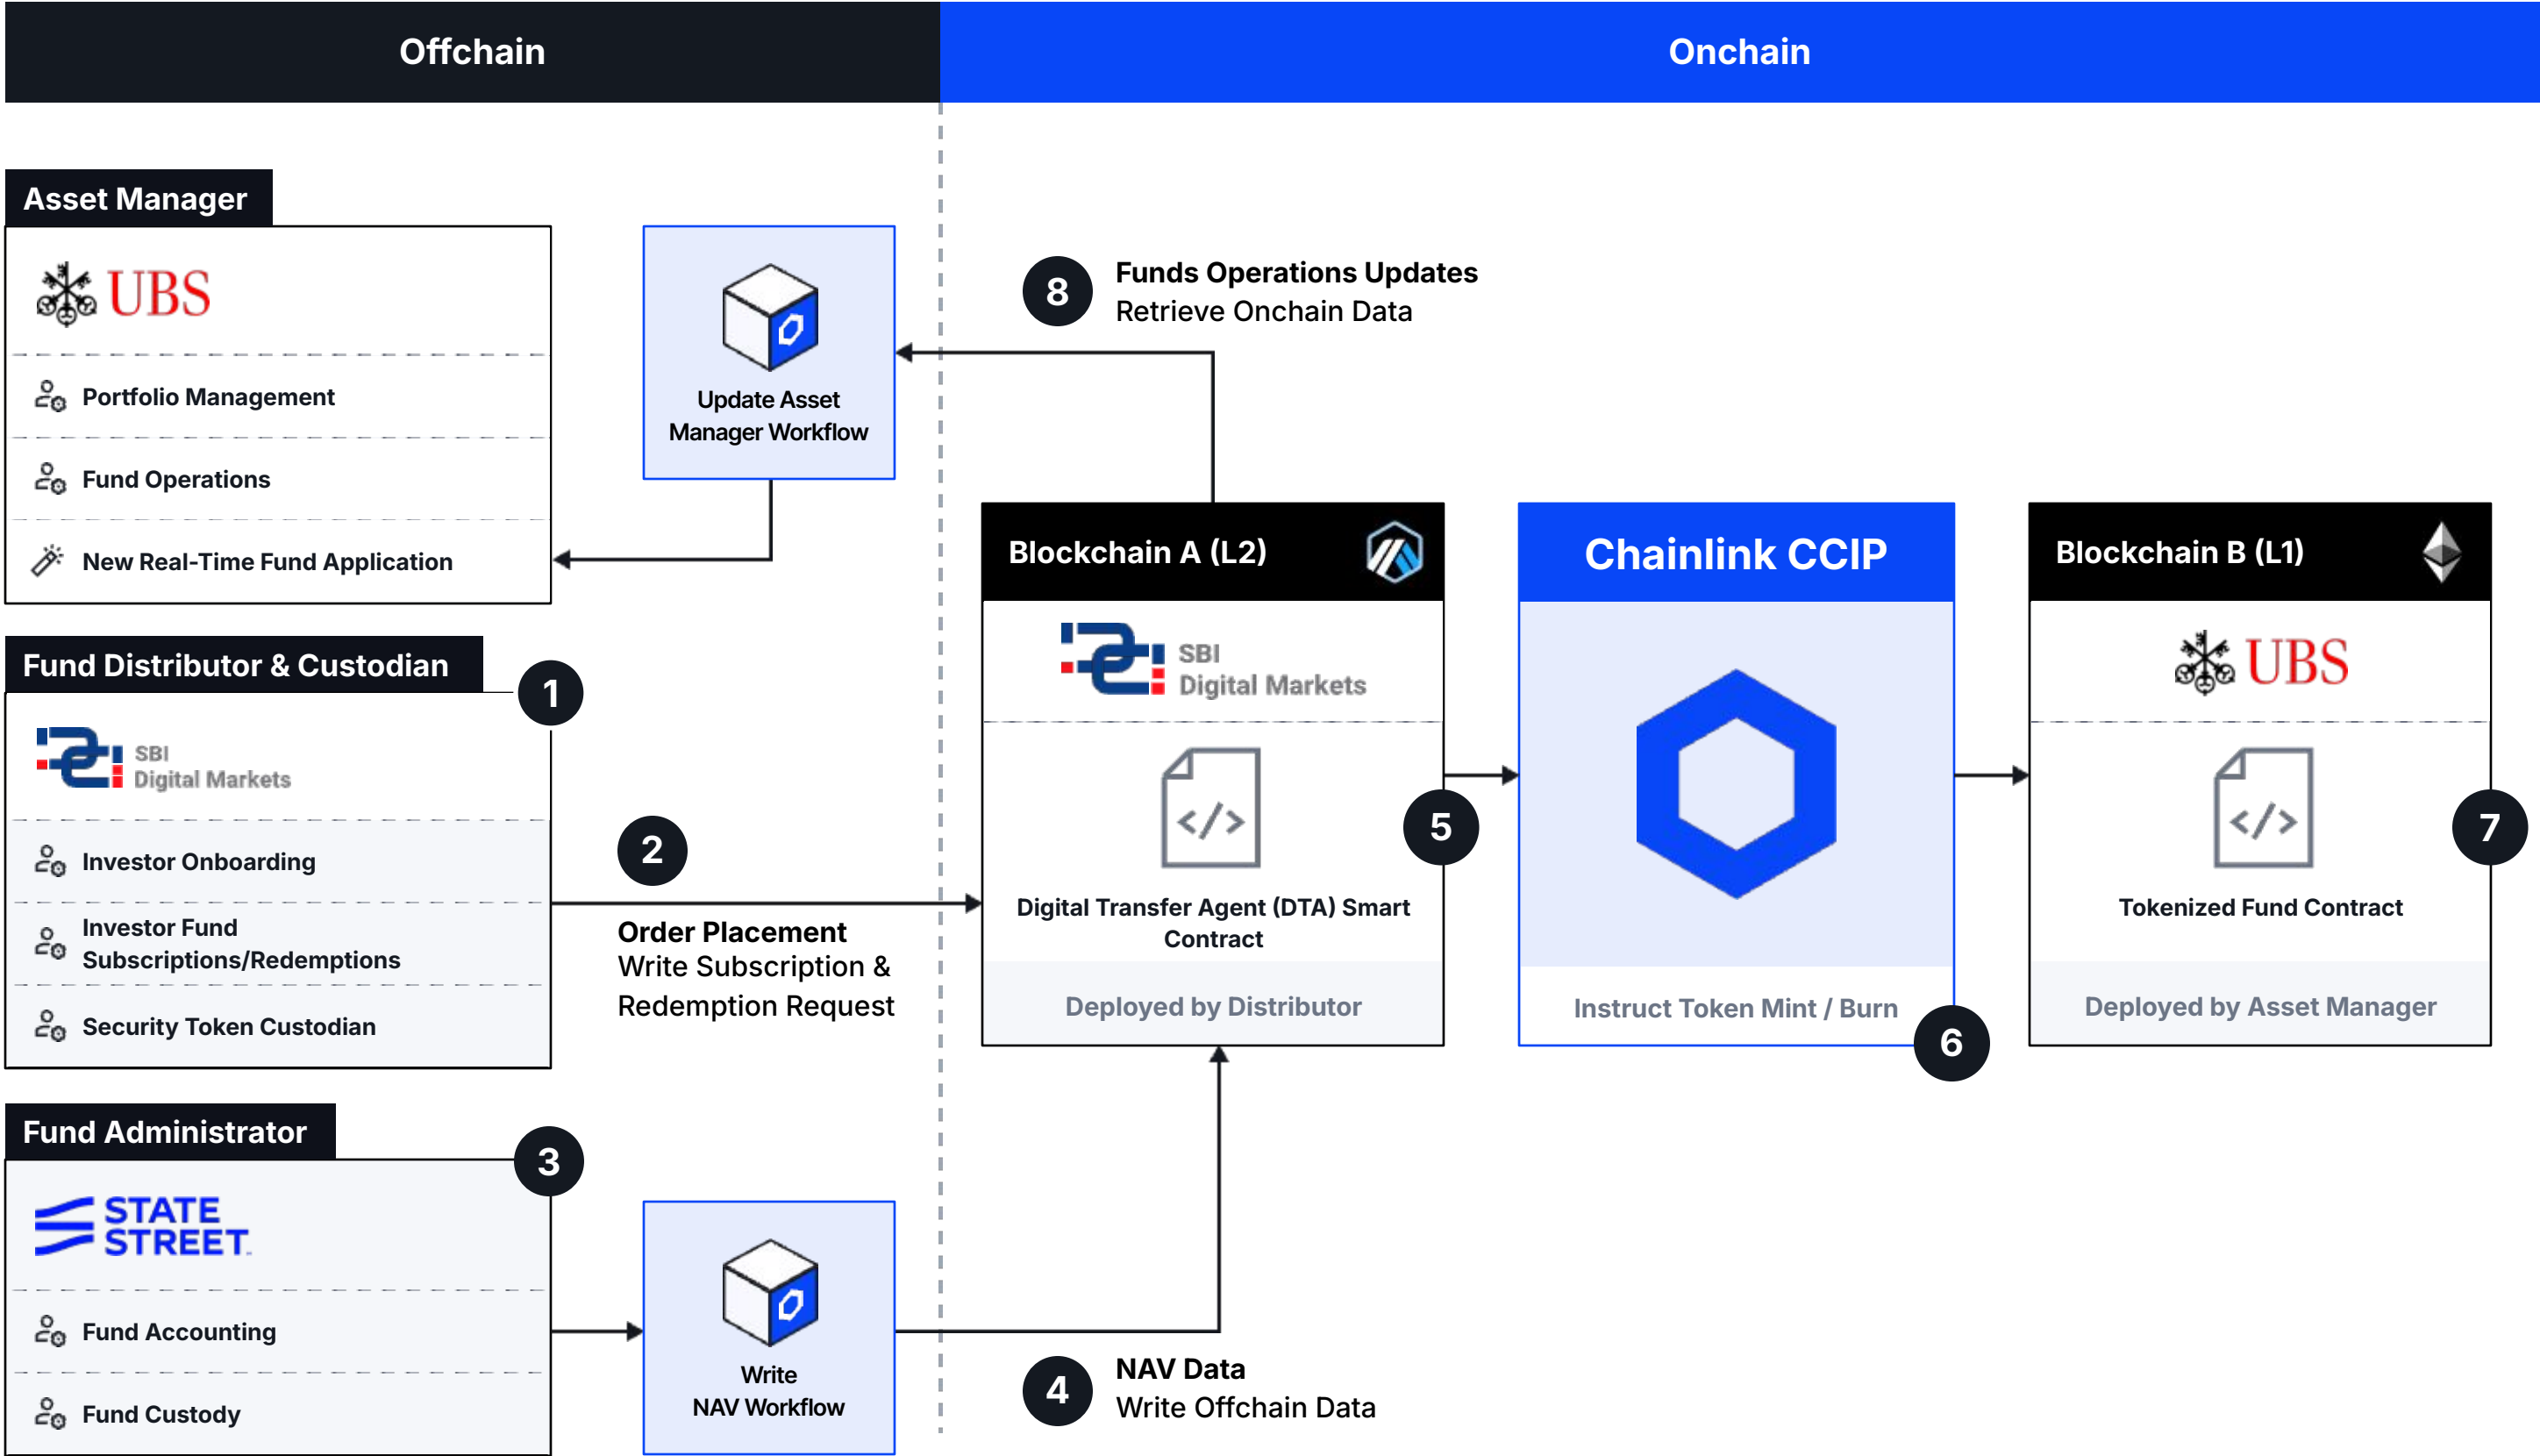 Offchain
Onchain
Asset Manager
UBS
Portfolio Management
Fund Operations
New Real-Time Fund Application
Update Asset
Manager Workflow
8
Funds Operations Updates
Retrieve Onchain Data
Fund Distributor & Custodian
1
SBI
Digital Markets
Investor Onboarding
Investor Fund
Subscriptions/Redemptions
Security Token Custodian
2
Order Placement
Write Subscription &
Redemption Request
Blockchain A (L2)
SBI
Digital Markets
</>
Digital Transfer Agent (DTA) Smart
Contract
Deployed by Distributor
5
Chainlink CCIP
Instruct Token Mint / Burn
6
Blockchain B (L1)
UBS
</>
Tokenized Fund Contract
Deployed by Asset Manager
7
Fund Administrator
3
STATE
STREET
Fund Accounting
Fund Custody
Write
NAV Workflow
4
NAV Data
Write Offchain Data